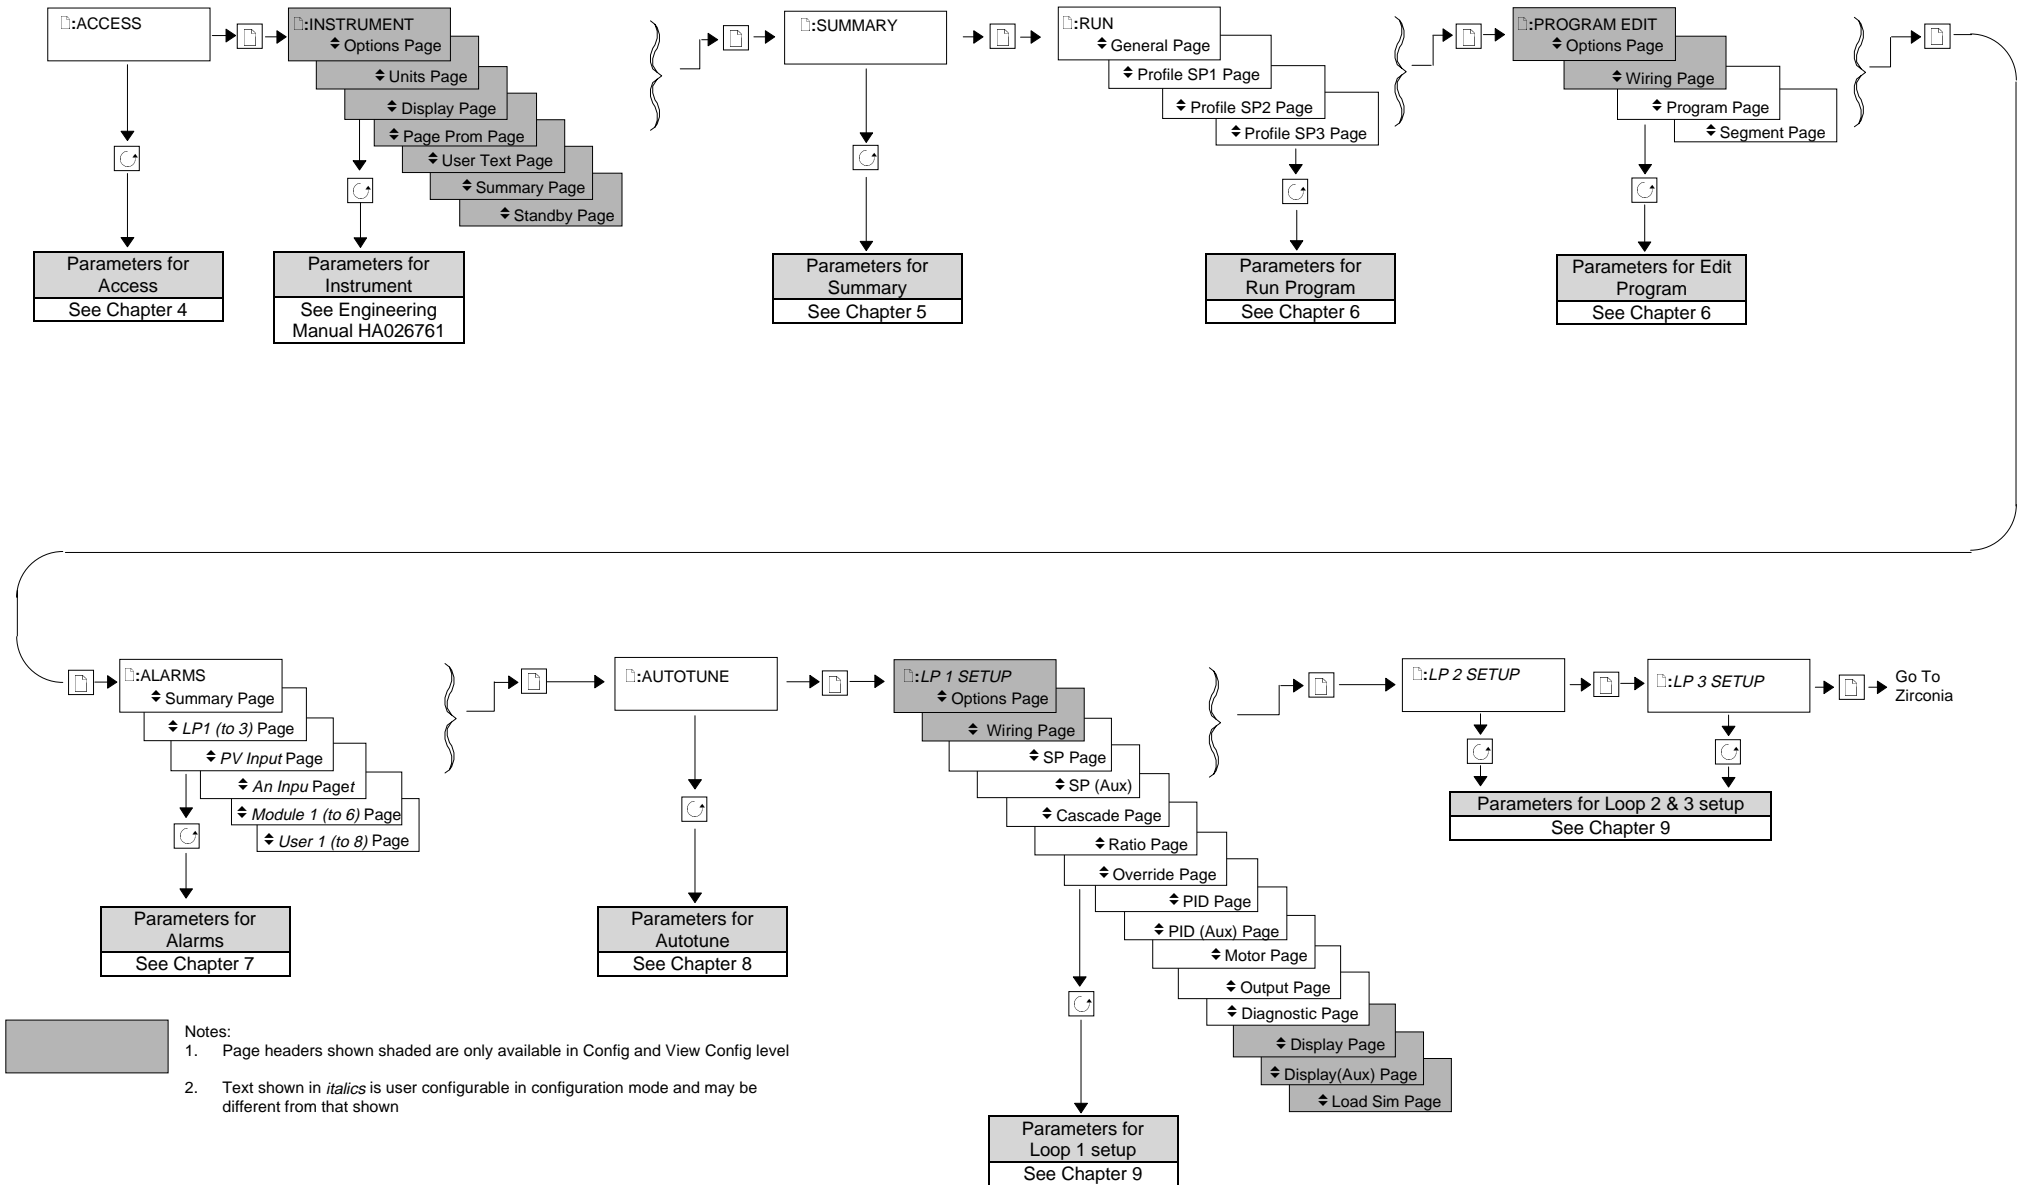 :ACCESS
:INSTRUMENT
Options Page
Units Page
Display Page
Page Prom Page
User Text Page
Summary Page
Standby Page
:SUMMARY
:RUN
General Page
Profile SP1 Page
Profile SP2 Page
Profile SP3 Page
:PROGRAM EDIT
Options Page
Wiring Page
Program Page
Segment Page
Parameters for
Access
See Chapter 4
Parameters for
Instrument
See Engineering
Manual HA026761
Parameters for
Summary
See Chapter 5
Parameters for
Run Program
See Chapter 6
Parameters for Edit
Program
See Chapter 6
:ALARMS
Summary Page
LP1 (to 3) Page
PV Input Page
An Inpu Paget
Module 1 (to 6) Page
User 1 (to 8) Page
:AUTOTUNE
:LP 1 SETUP
Options Page
Wiring Page
SP Page
SP (Aux)
Cascade Page
Ratio Page
Override Page
PID Page
PID (Aux) Page
Motor Page
Output Page
Diagnostic Page
Display Page
Display(Aux) Page
Load Sim Page
:LP 2 SETUP
:LP 3 SETUP
Go To
Zirconia
Parameters for Loop 2 & 3 setup
See Chapter 9
Parameters for
Alarms
See Chapter 7
Parameters for
Autotune
See Chapter 8
Parameters for
Loop 1 setup
See Chapter 9
Notes:
1. Page headers shown shaded are only available in Config and View Config level
2. Text shown in italics is user configurable in configuration mode and may be
different from that shown